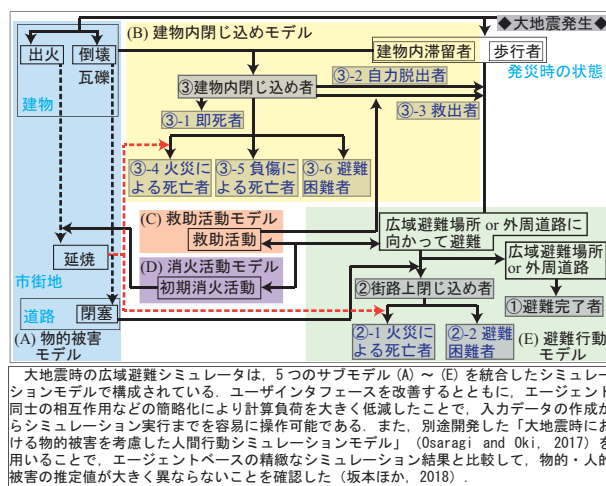 ◆大地震発生◆
(B) 建物内閉じ込めモデル
出火 倒壊
瓦礫
建物
建物内滞留者 歩行者
発災時の状態
③建物内閉じ込め者
③-2 自力脱出者
③-3 救出者
③-1 即死者
③-4 火災に
よる死亡者
③-5 負傷に
よる死亡者
③-6 避難
困難者
(C) 救助活動モデル
救助活動
広域避難場所 or 外周道路に
向かって避難
延焼
(D) 消火活動モデル
初期消火活動
広域避難場所
or 外周道路
市街地
②街路上閉じ込め者
①避難完了者
道路 閉塞
(A) 物的被害
モデル
②-1 火災に
よる死亡者
②-2 避難
困難者
(E) 避難行動
モデル
大地震時の広域避難シミュレータは，5 つのサブモデル (A) ～ (E) を統合したシミュレー
ションモデルで構成されている．ユーザインタフェースを改善するとともに，エージェント
同士の相互作用などの簡略化により計算負荷を大きく低減したことで，入力データの作成か
らシミュレーション実行までを容易に操作可能である．また，別途開発した「大地震時にお
ける物的被害を考慮した人間行動シミュレーションモデル」（Osaragi and Oki, 2017）を
用いることで，エージェントベースの精緻なシミュレーション結果と比較して，物的・人的
被害の推定値が大きく異ならないことを確認した（坂本ほか，2018）．